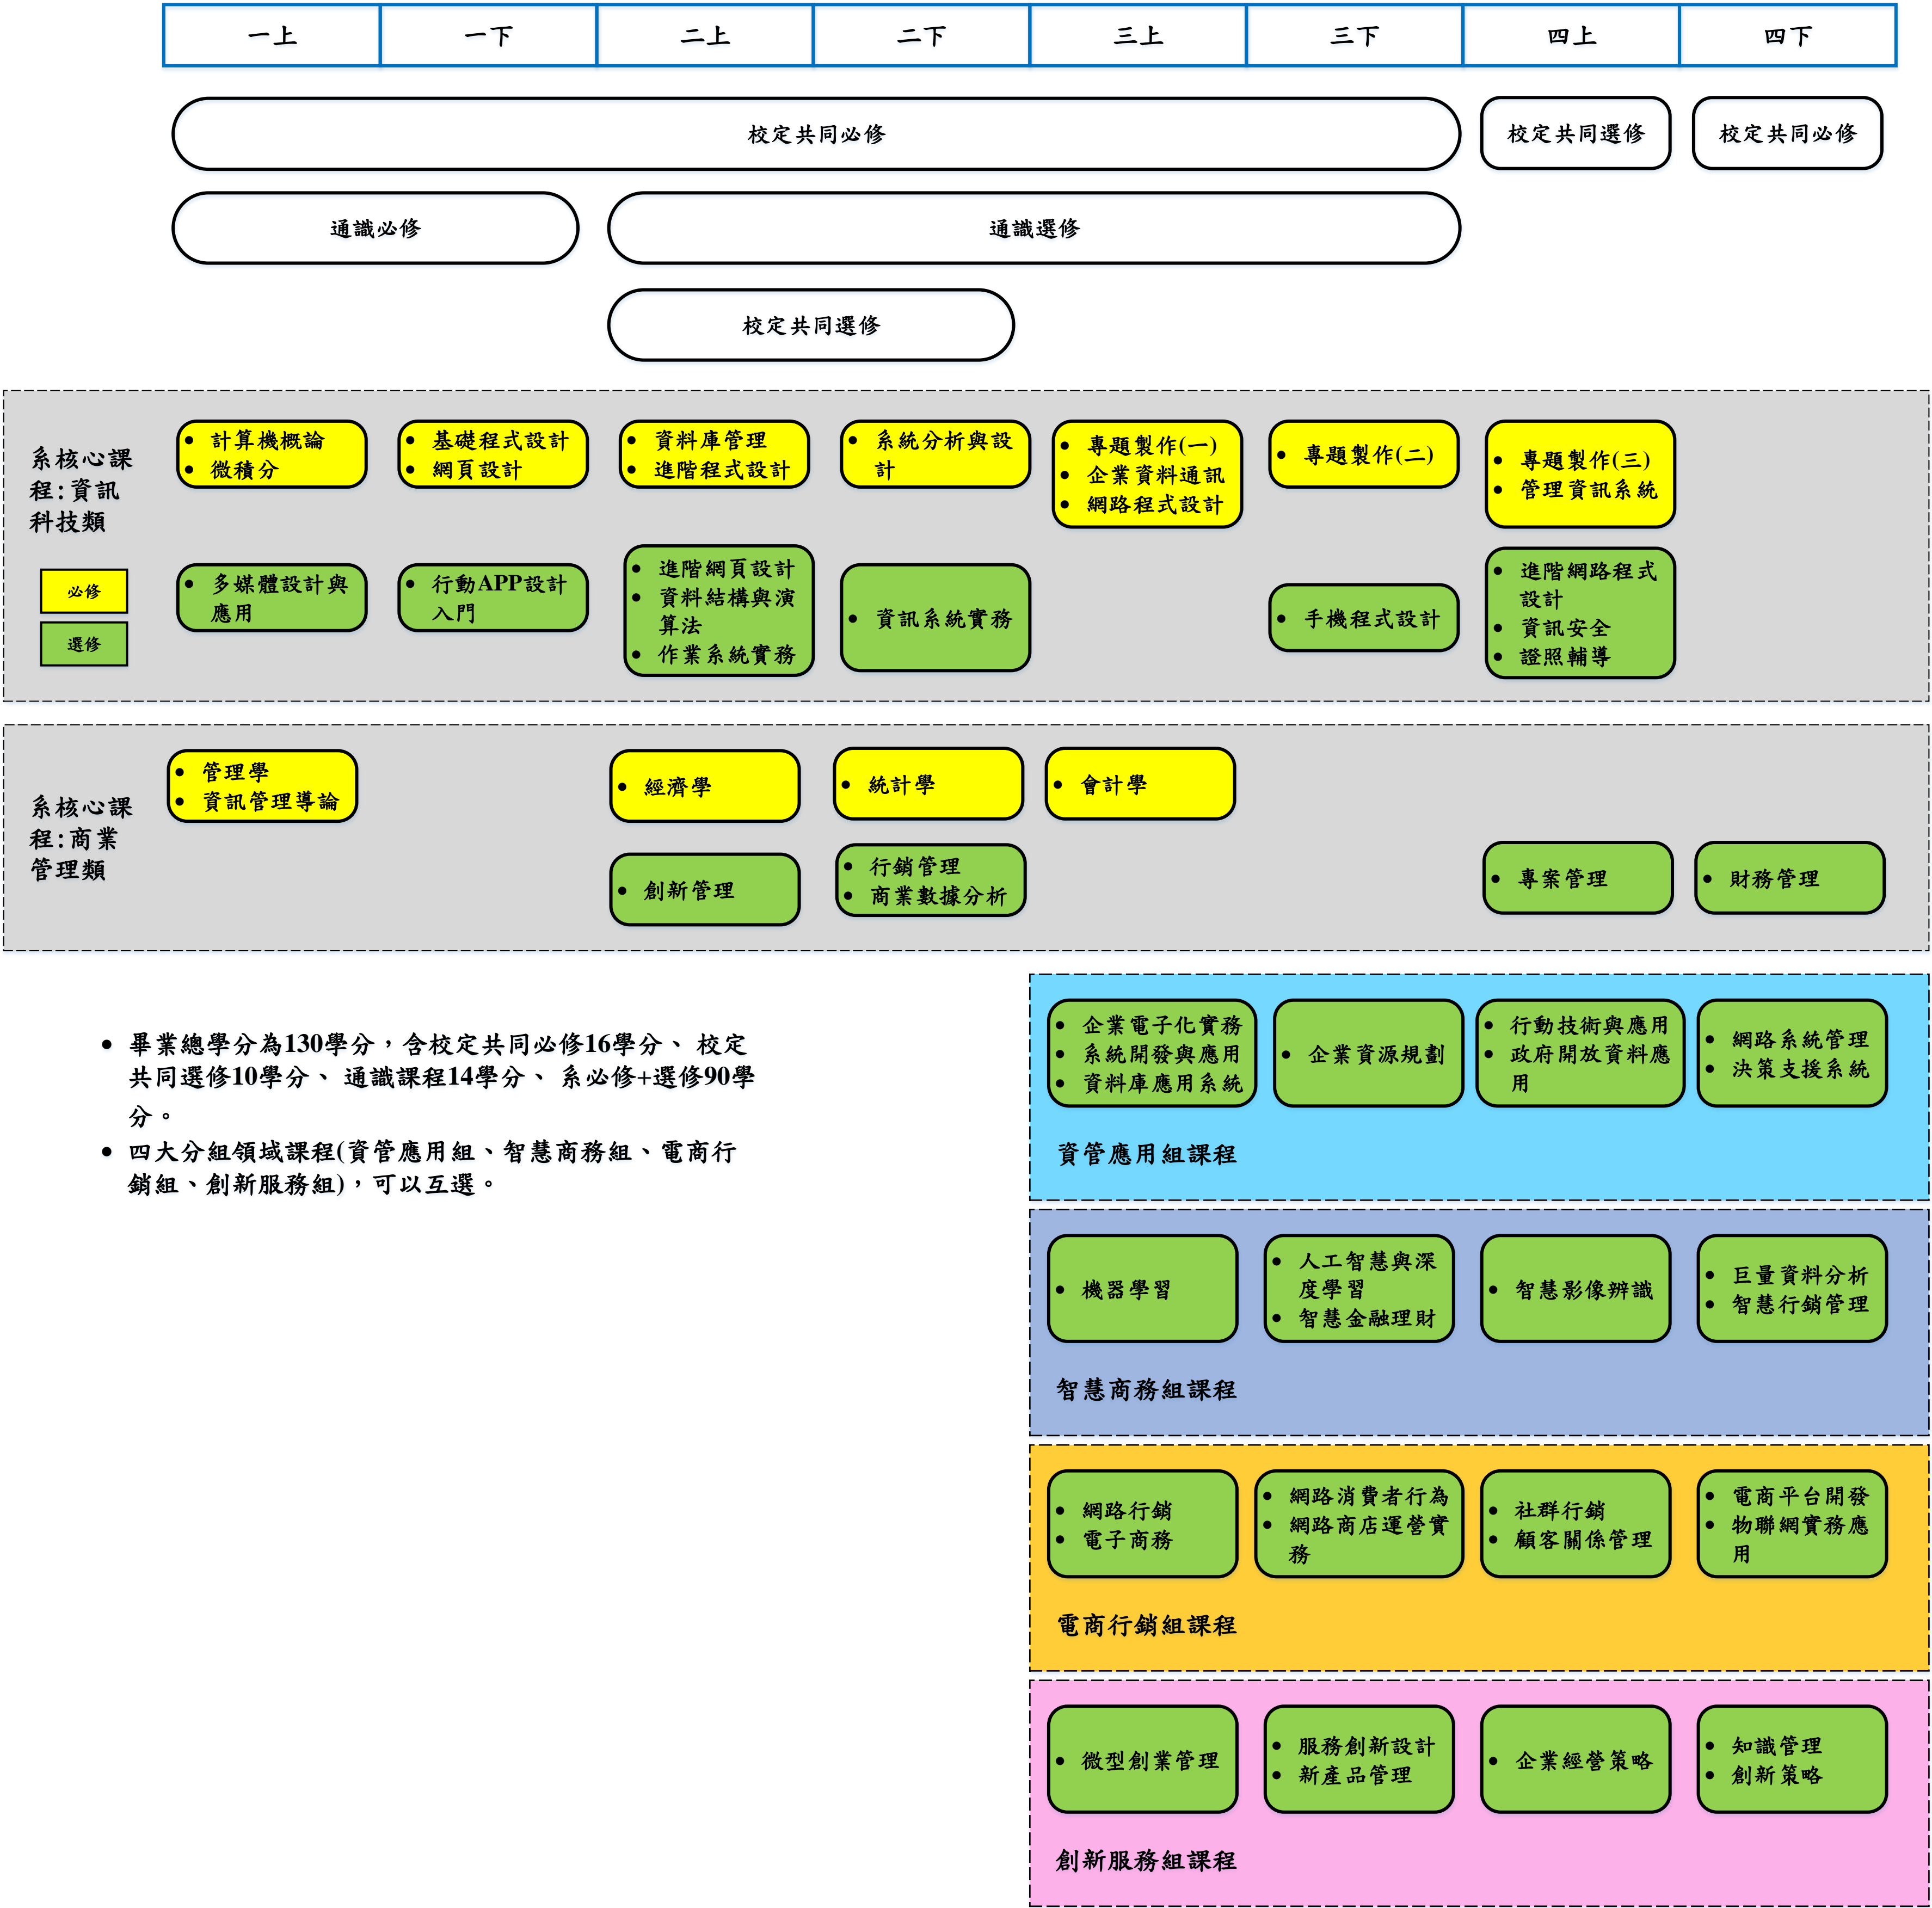 一上
一下
二上
二下
三上
三下
四上
四下
校定共同必修
校定共同選修
校定共同必修
通識必修
通識選修
校定共同選修
系核心課
程:資訊
科技類
必修
選修
• 計算機概論
• 微積分
• 基礎程式設計
• 網頁設計
• 資料庫管理
• 進階程式設計
• 系統分析與設
計
• 專題製作(一)
• 企業資料通訊
• 網路程式設計
• 專題製作(二)
• 專題製作(三)
• 管理資訊系統
• 多媒體設計與
應用
• 行動APP設計
入門
• 進階網頁設計
• 資料結構與演
算法
• 作業系統實務
• 資訊系統實務
• 手機程式設計
• 進階網路程式
設計
• 資訊安全
• 證照輔導
系核心課
程:商業
管理類
• 管理學
• 資訊管理導論
• 經濟學
• 統計學
• 會計學
• 創新管理
• 行銷管理
• 商業數據分析
• 專案管理
• 財務管理
• 畢業總學分為130學分，含校定共同必修16學分、 校定
共同選修10學分、 通識課程14學分、 系必修+選修90學
分。
• 四大分組領域課程(資管應用組、智慧商務組、電商行
銷組、創新服務組)，可以互選。
• 企業電子化實務
• 系統開發與應用
• 資料庫應用系統
• 企業資源規劃
• 行動技術與應用
• 政府開放資料應
用
• 網路系統管理
• 決策支援系統
資管應用組課程
• 機器學習
• 人工智慧與深
度學習
• 智慧金融理財
• 智慧影像辨識
• 巨量資料分析
• 智慧行銷管理
智慧商務組課程
• 網路行銷
• 電子商務
• 網路消費者行為
• 網路商店運營實
務
• 社群行銷
• 顧客關係管理
• 電商平台開發
• 物聯網實務應
用
電商行銷組課程
• 微型創業管理
• 服務創新設計
• 新產品管理
• 企業經營策略
• 知識管理
• 創新策略
創新服務組課程